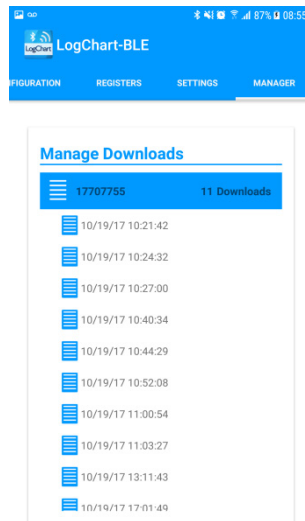 87% 08:55
LogChart LogChart-BLE
FIGURATION REGISTERS SETTINGS MANAGER
Manage Downloads
17707755 11 Downloads
10/19/17 10:21:42
10/19/17 10:24:32
10/19/17 10:27:00
10/19/17 10:40:34
10/19/17 10:44:29
10/19/17 10:52:08
10/19/17 11:00:54
10/19/17 11:03:27
10/19/17 13:11:43
10/19/17 17:01:49